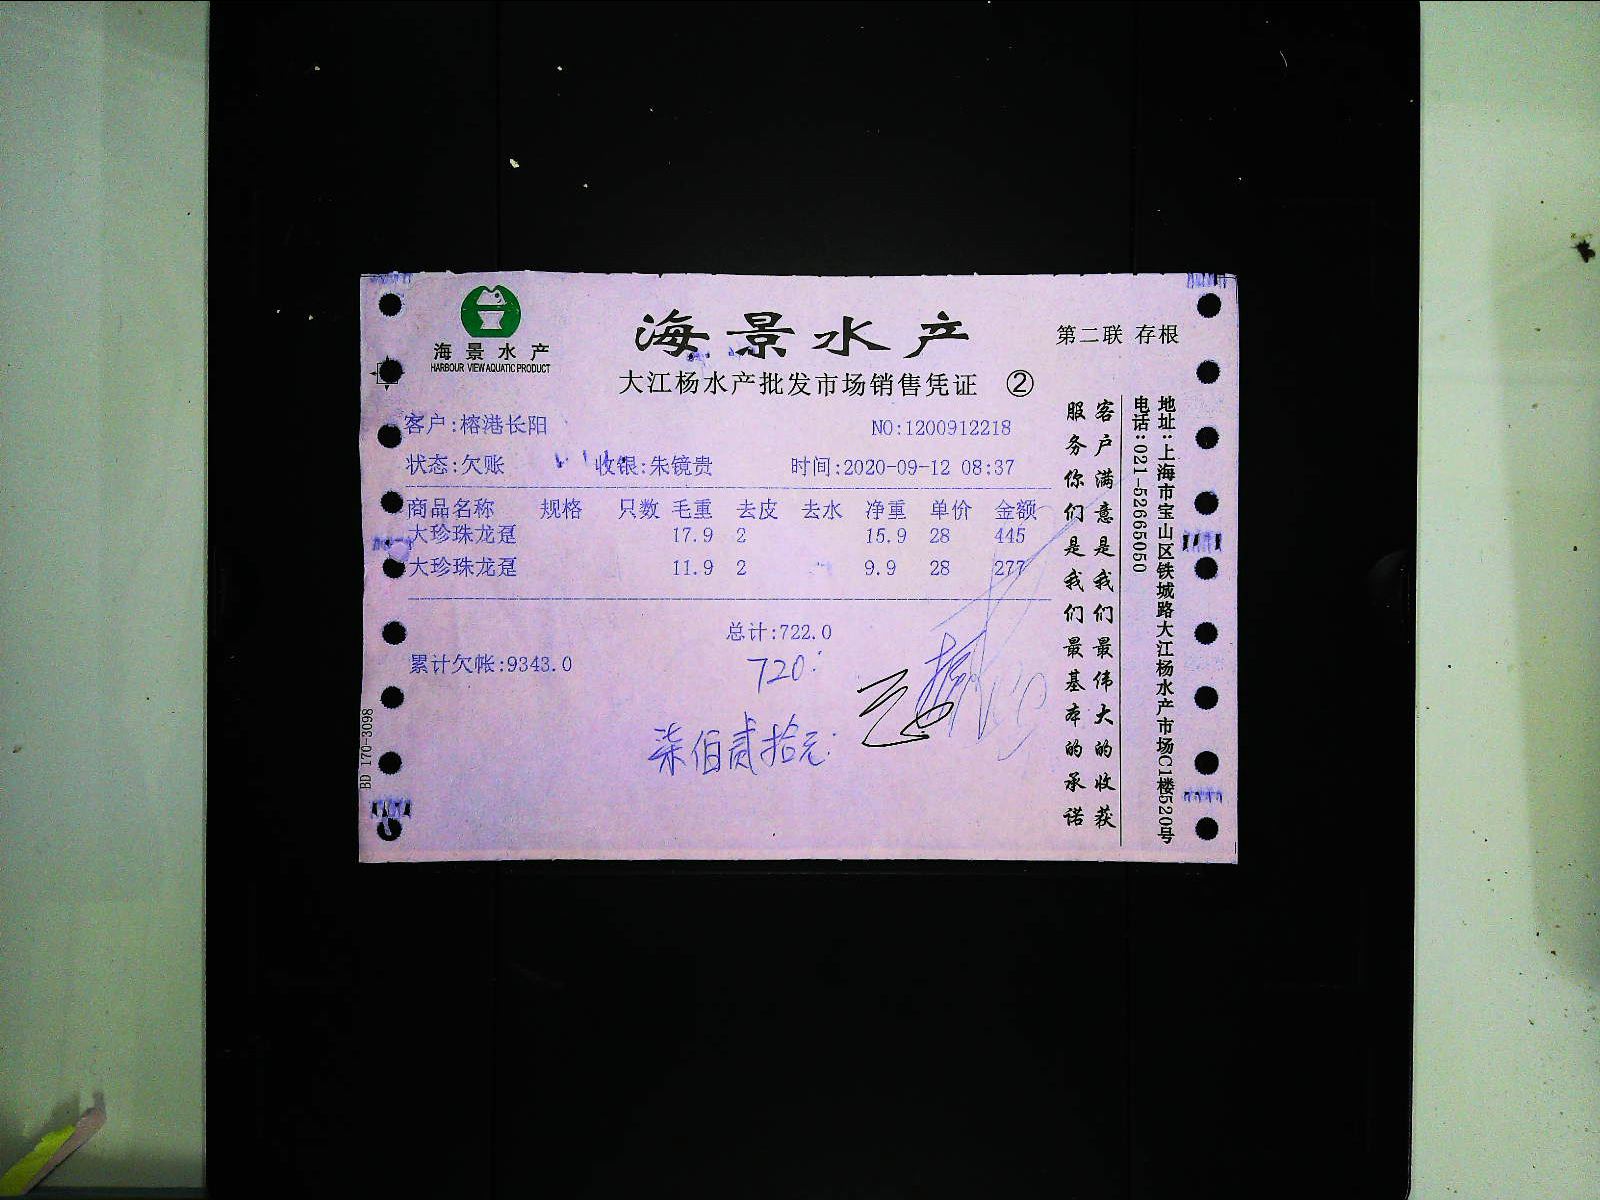 海景水产
HARBOUR VIEW AQUATIC PRODUCT
海景水产
第二联 存根
大江杨水产批发市场销售凭证 ②
客户:榕港长阳 NO:1200912218
状态:欠账 收银:朱镜贵 时间:2020-09-12 08:37
商品名称 规格 只数 毛重 去皮 去水 净重 单价 金额
大珍珠龙趸 17.9 2 15.9 28 445
大珍珠龙趸 11.9 2 9.9 28 277
总计:722.0
累计欠帐:9343.0
720:
柒佰贰拾元:
客户满意是我们最伟大的收获
服务你们是我们最基本的承诺
地址:上海市宝山区铁城路大江杨水产市场C1楼520号
电话:021-52665050
BD 170-3098